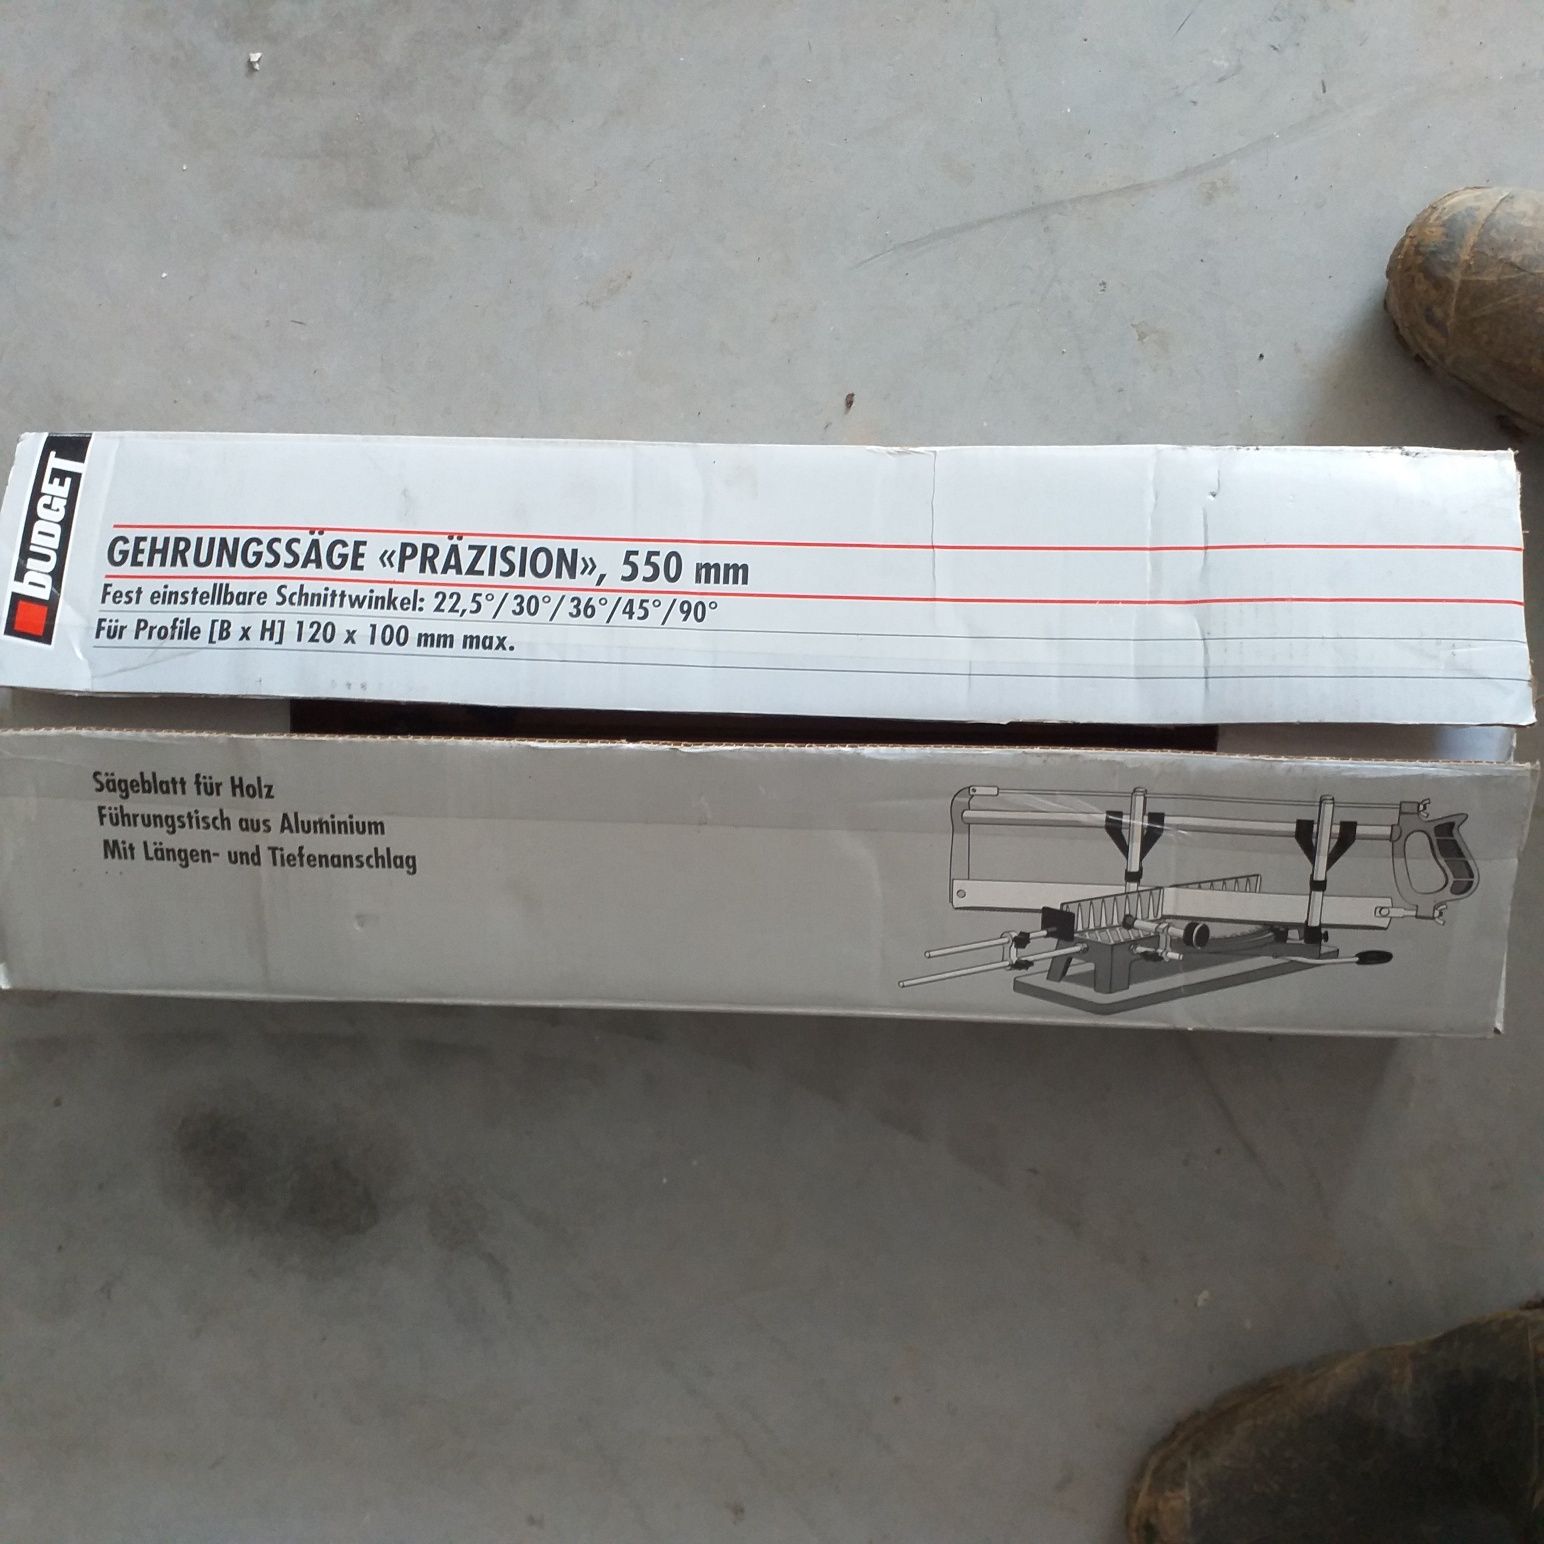 bUDGET
GEHRUNGSSÄGE «PRÄZISION», 550 mm
Fest einstellbare Schnittwinkel: 22,5°/30°/36°/45°/90°
Für Profile [B x H] 120 x 100 mm max.
Sägeblatt für Holz
Führungstisch aus Aluminium
Mit Längen- und Tiefenanschlag